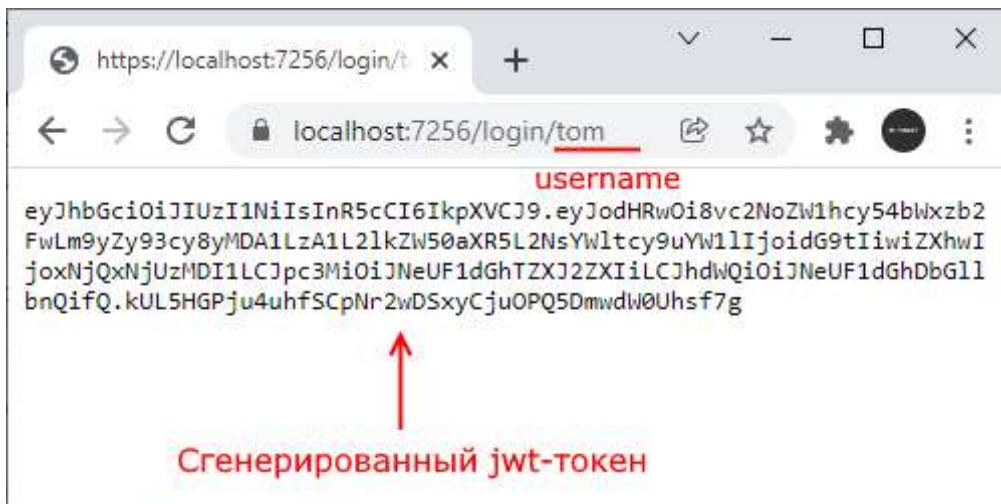 https://localhost:7256/login/t
localhost:7256/login/tom
username
eyJhbGciOiJIUzI1NiIsInR5cCI6IkpXVCJ9.eyJodHRwOi8vc2NoZW1hcy54bWxzb2
FwLm9yZy93cy8yMDA1LzA1L2lkZW50aXR5L2NsYWltcy9uYW1lIjoidG9tIiwiZXhwI
joxNjQxNjUzMDI1LCJpc3MiOiJNeUF1dGhTZXJ2ZXIiLCJhdWQiOiJNeUF1dGhDbGll
bnQifQ.kUL5HGPju4uhfSCpNr2wDSxyCjuOPQ5DmwdW0Uhsf7g
Сгенерированный jwt-токен